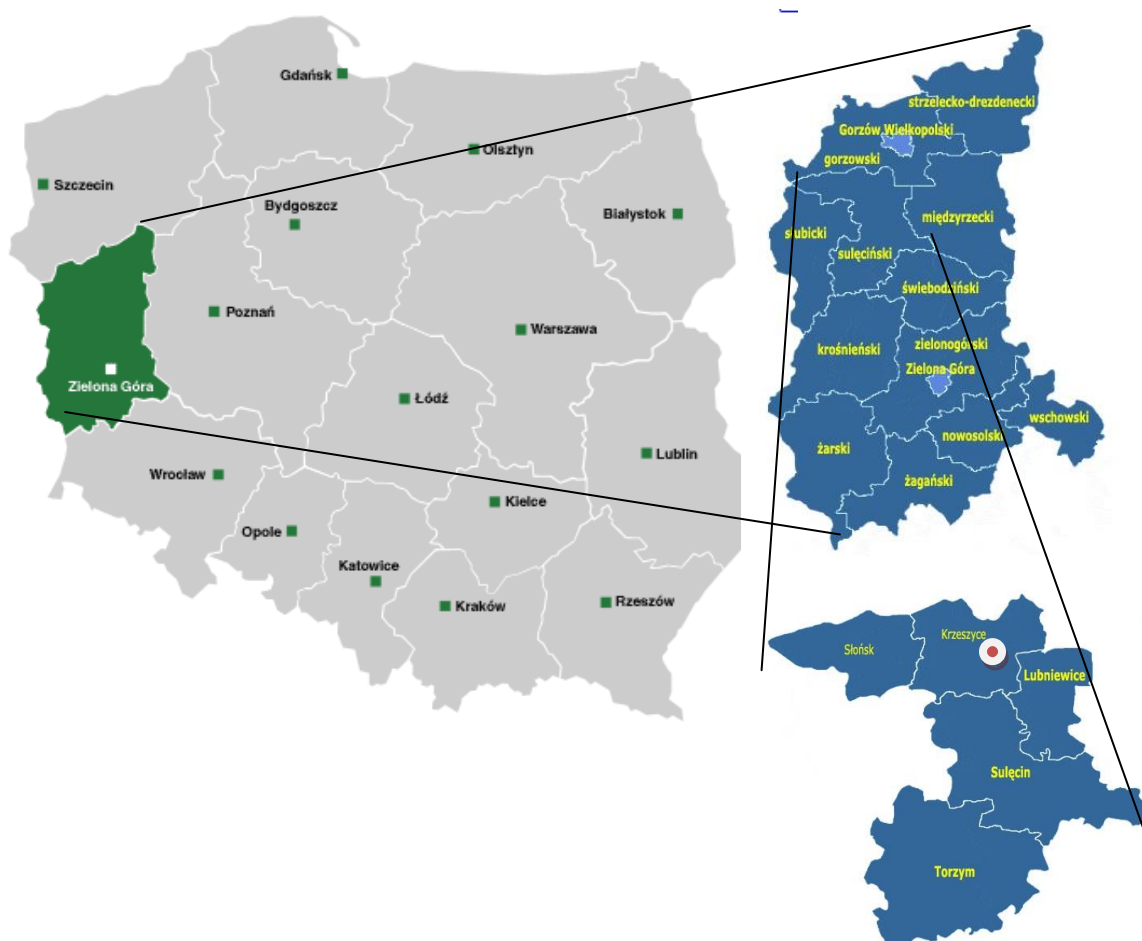 Gdańsk
Olsztyn
Szczecin
Bydgoszcz
Białystok
Poznań
Warszawa
Zielona Góra
Łódź
Lublin
Wrocław
Kielce
Opole
Katowice
Kraków
Rzeszów
strzelecko-drezdenecki
Gorzów Wielkopolski
gorzowski
międzyrzecki
słubicki
sulęciński
świebodziński
zielonogórski
krośnieński
Zielona Góra
wschowski
nowosolski
żarski
żagański
Krzeszyce
Słońsk
Lubniewice
Sulęcin
Torzym